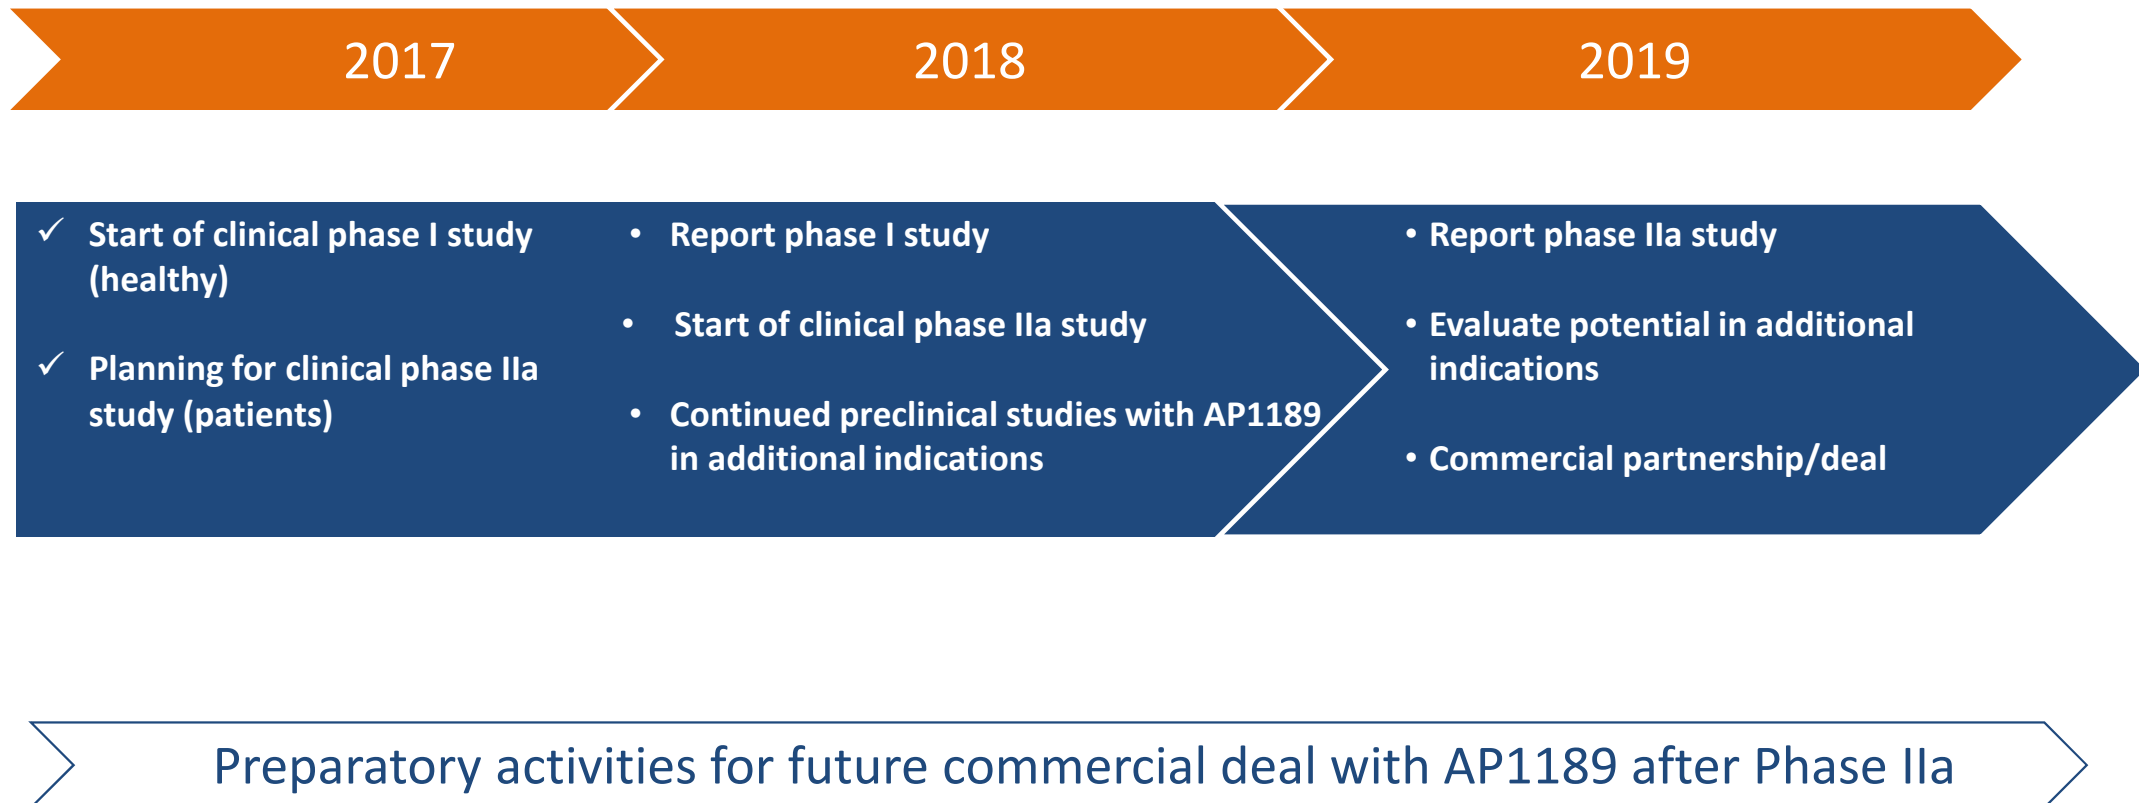 2017
2018
2019
✓ Start of clinical phase I study
(healthy)
✓ Planning for clinical phase IIa
study (patients)
• Report phase I study
• Start of clinical phase IIa study
• Continued preclinical studies with AP1189
in additional indications
• Report phase IIa study
• Evaluate potential in additional
indications
• Commercial partnership/deal
Preparatory activities for future commercial deal with AP1189 after Phase IIa